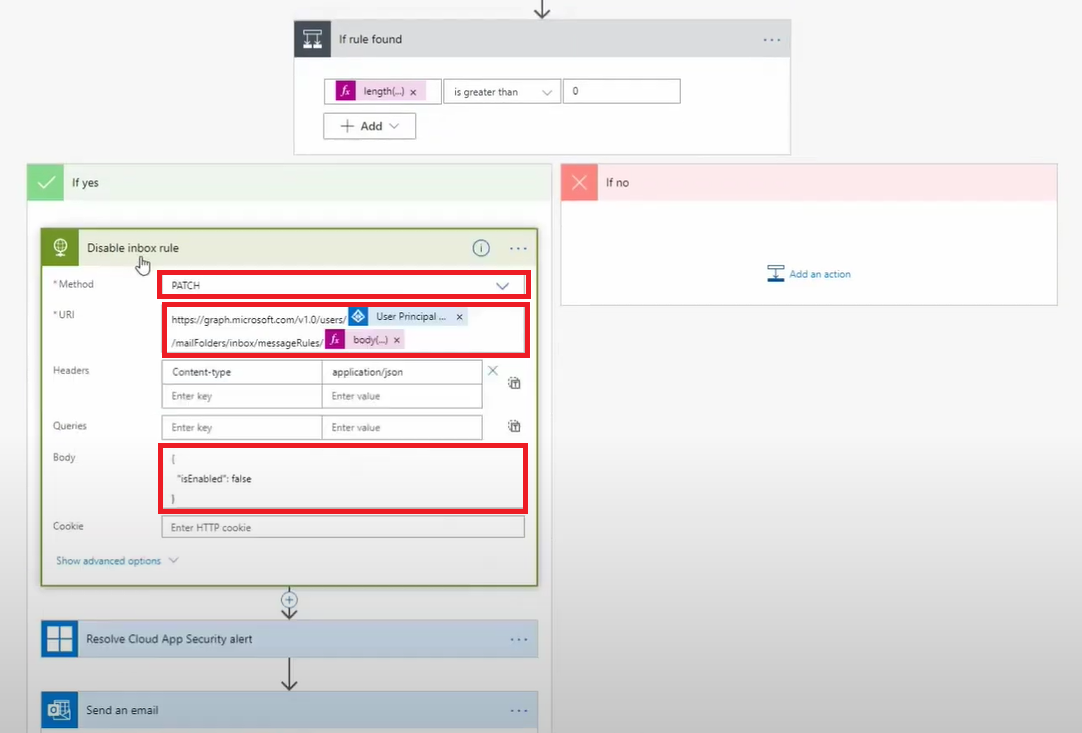 If rule found
...
fx length(...) ×
is greater than
0
+ Add
If yes
If no
Disable inbox rule
...
* Method
PATCH
* URI
https://graph.microsoft.com/v1.0/users/ User Principal ... ×
/mailFolders/inbox/messageRules/ fx body(...) ×
Headers
Content-type
application/json
Enter key
Enter value
Add an action
Queries
Enter key
Enter value
Body
{
"isEnabled": false
}
Cookie
Enter HTTP cookie
Show advanced options
Resolve Cloud App Security alert
...
Send an email
...